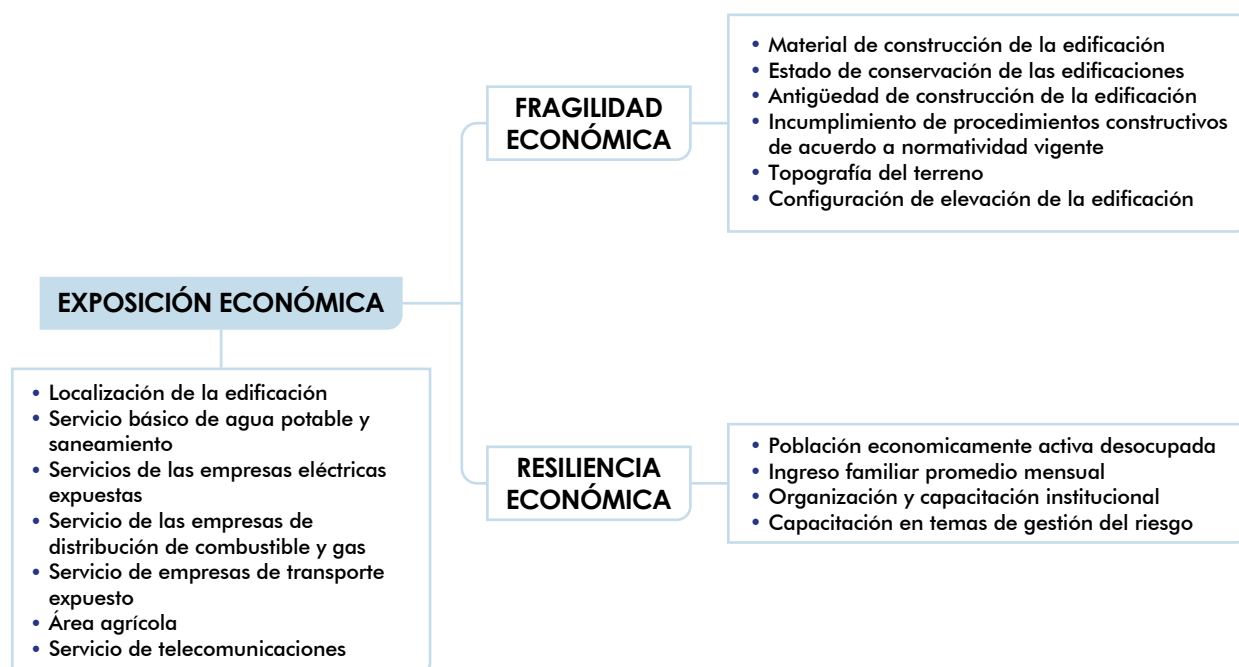 FRAGILIDAD
ECONÓMICA
• Material de construcción de la edificación
• Estado de conservación de las edificaciones
• Antigüedad de construcción de la edificación
• Incumplimiento de procedimientos constructivos
de acuerdo a normatividad vigente
• Topografía del terreno
• Configuración de elevación de la edificación
EXPOSICIÓN ECONÓMICA
• Localización de la edificación
• Servicio básico de agua potable y
saneamiento
• Servicios de las empresas eléctricas
expuestas
• Servicio de las empresas de
distribución de combustible y gas
• Servicio de empresas de transporte
expuesto
• Área agrícola
• Servicio de telecomunicaciones
RESILIENCIA
ECONÓMICA
• Población economicamente activa desocupada
• Ingreso familiar promedio mensual
• Organización y capacitación institucional
• Capacitación en temas de gestión del riesgo